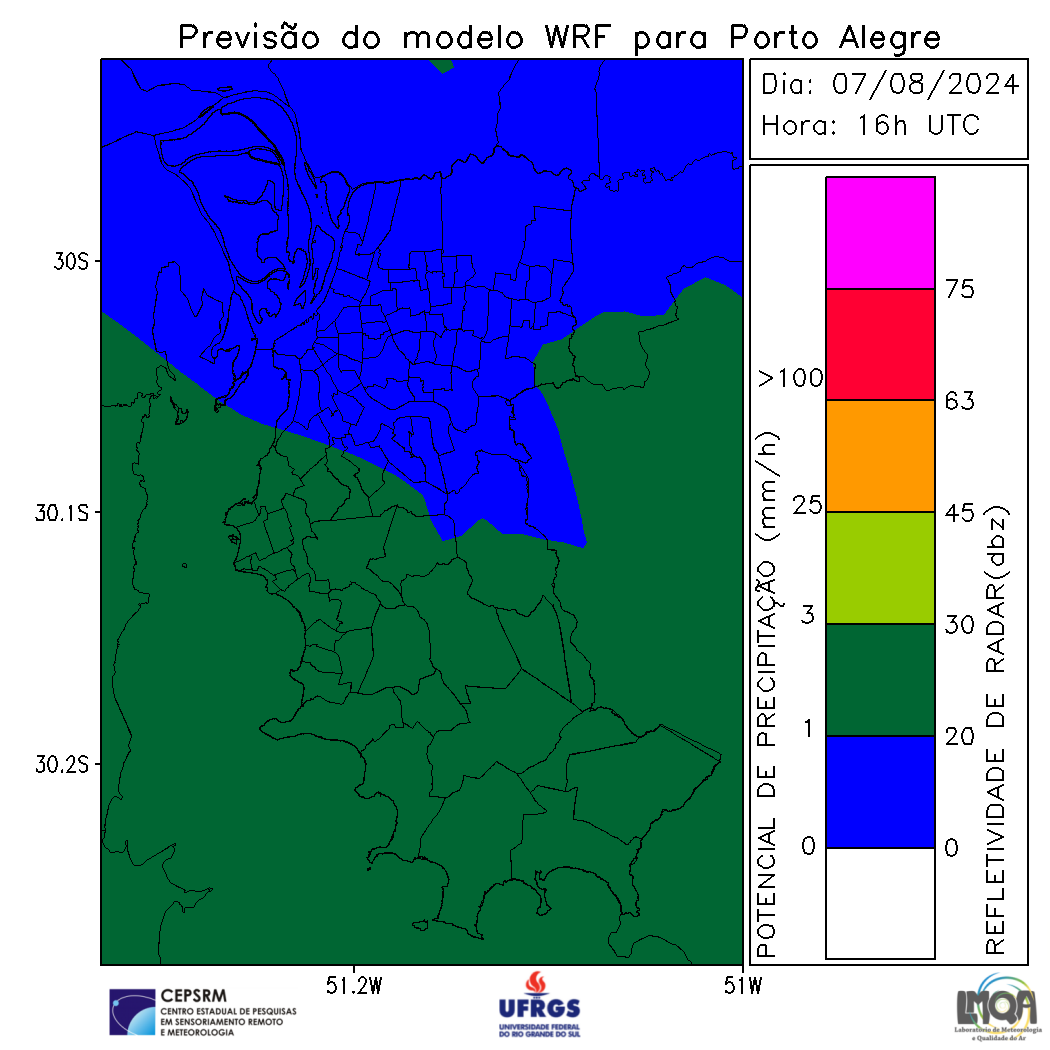 Previsão do modelo WRF para Porto Alegre
Dia: 07/08/2024
Hora: 16h UTC
30S
30.1S
30.2S
51.2W
51W
POTENCIAL DE PRECIPITAÇÃO (mm/h)
>100
25
3
1
0
75
63
45
30
20
0
REFLETIVIDADE DE RADAR(dbz)
CEPSRM
CENTRO ESTADUAL DE PESQUISAS
EM SENSORIAMENTO REMOTO
E METEOROLOGIA
UFRGS
UNIVERSIDADE FEDERAL
DO RIO GRANDE DO SUL
LMQA
Laboratório de Meteorologia
e Qualidade do Ar